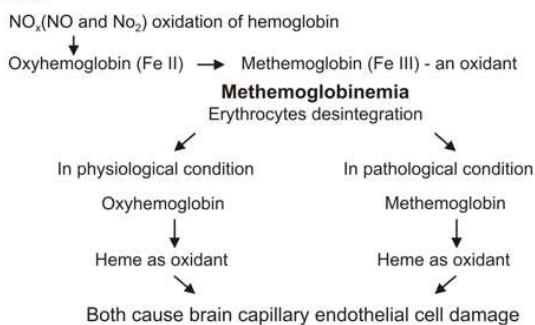 NOx(NO and No2) oxidation of hemoglobin
Oxyhemoglobin (Fe II) → Methemoglobin (Fe III) - an oxidant
Methemoglobinemia
Erythrocytes desintegration
In physiological condition In pathological condition
Oxyhemoglobin Methemoglobin
Heme as oxidant Heme as oxidant
Both cause brain capillary endothelial cell damage